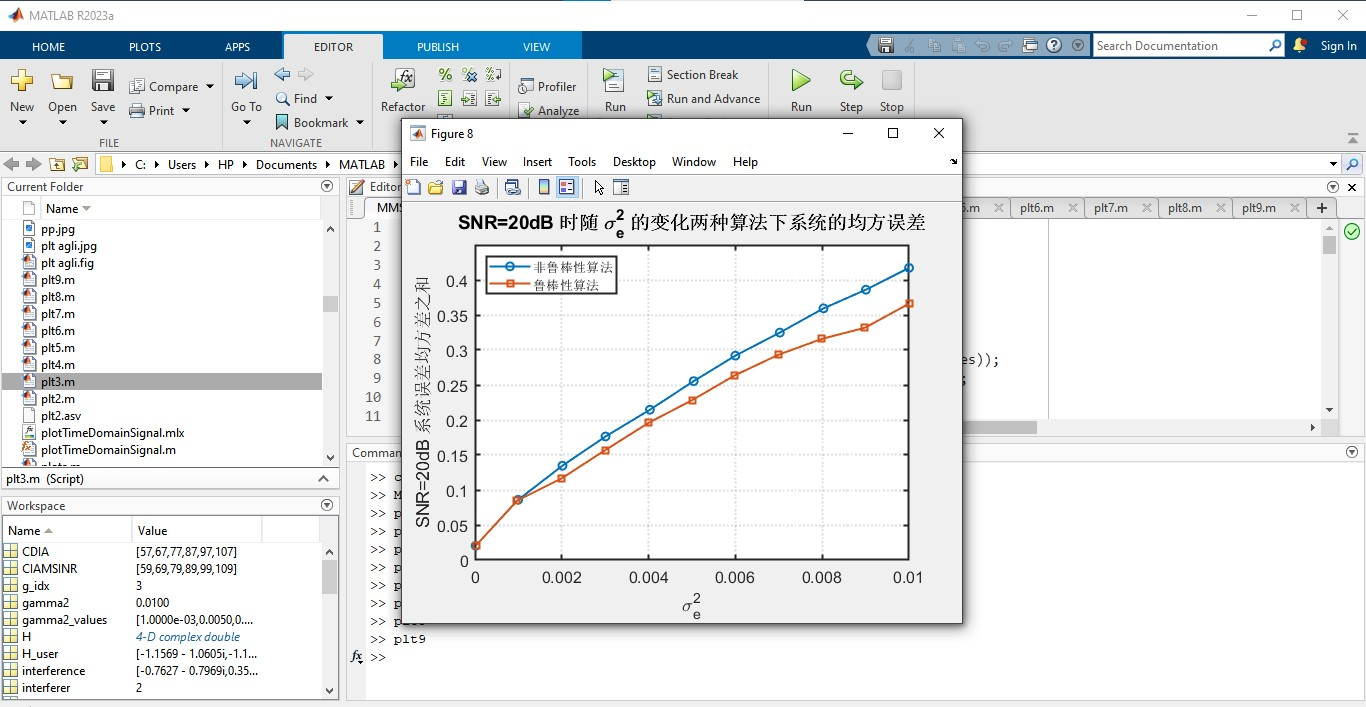 MATLAB R2023a
HOME PLOTS APPS EDITOR PUBLISH VIEW Search Documentation Sign In
New Open Save Compare Print Go To Find Bookmark Refactor Profiler Analyze Run Section Break Run and Advance Run Step Stop
FILE NAVIGATE
C: Users HP Documents MATLAB
Current Folder
Name
pp.jpg
plt agli.jpg
plt agli.fig
plt9.m
plt8.m
plt7.m
plt6.m
plt5.m
plt4.m
plt3.m
plt2.m
plt2.asv
plotTimeDomainSignal.mlx
plotTimeDomainSignal.m
plt3.m (Script)
Workspace
Name Value
CDIA [57,67,77,87,97,107]
CIAMSINR [59,69,79,89,99,109]
g_idx 3
gamma2 0.0100
gamma2_values [1.0000e-03,0.0050,0....
H 4-D complex double
H_user [-1.1569 - 1.0605i,-1.1...
interference [-0.7627 - 0.7969i,0.35...
interferer 2
Editor
MMS
plt6.m plt7.m plt8.m plt9.m
1
2
3
4
5
6
7
8 es));
9 ;
10
11
Figure 8
File Edit View Insert Tools Desktop Window Help
SNR=20dB 时随 σe2 的变化两种算法下系统的均方误差
非鲁棒性算法
鲁棒性算法
SNR=20dB 系统误差均方差之和
0.4
0.35
0.3
0.25
0.2
0.15
0.1
0.05
0
0 0.002 0.004 0.006 0.008 0.01
σe2
Comman
>> c
>> M
>> p
>> p
>> p
>> p
>> p
>> p
>>
>> plt9
fx >>